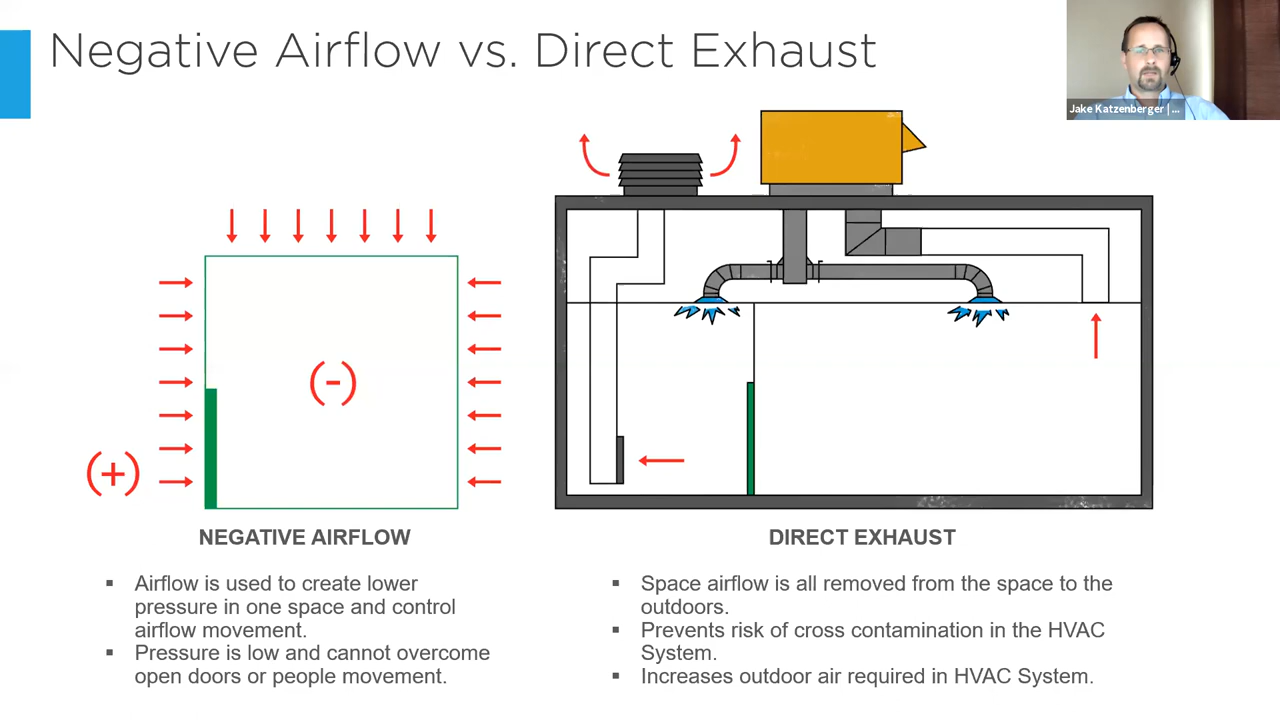 Negative Airflow vs. Direct Exhaust
Jake Katzenberger | ...
(-)
(+)
NEGATIVE AIRFLOW
▪ Airflow is used to create lower
pressure in one space and control
airflow movement.
▪ Pressure is low and cannot overcome
open doors or people movement.
DIRECT EXHAUST
▪ Space airflow is all removed from the space to the
outdoors.
▪ Prevents risk of cross contamination in the HVAC
System.
▪ Increases outdoor air required in HVAC System.